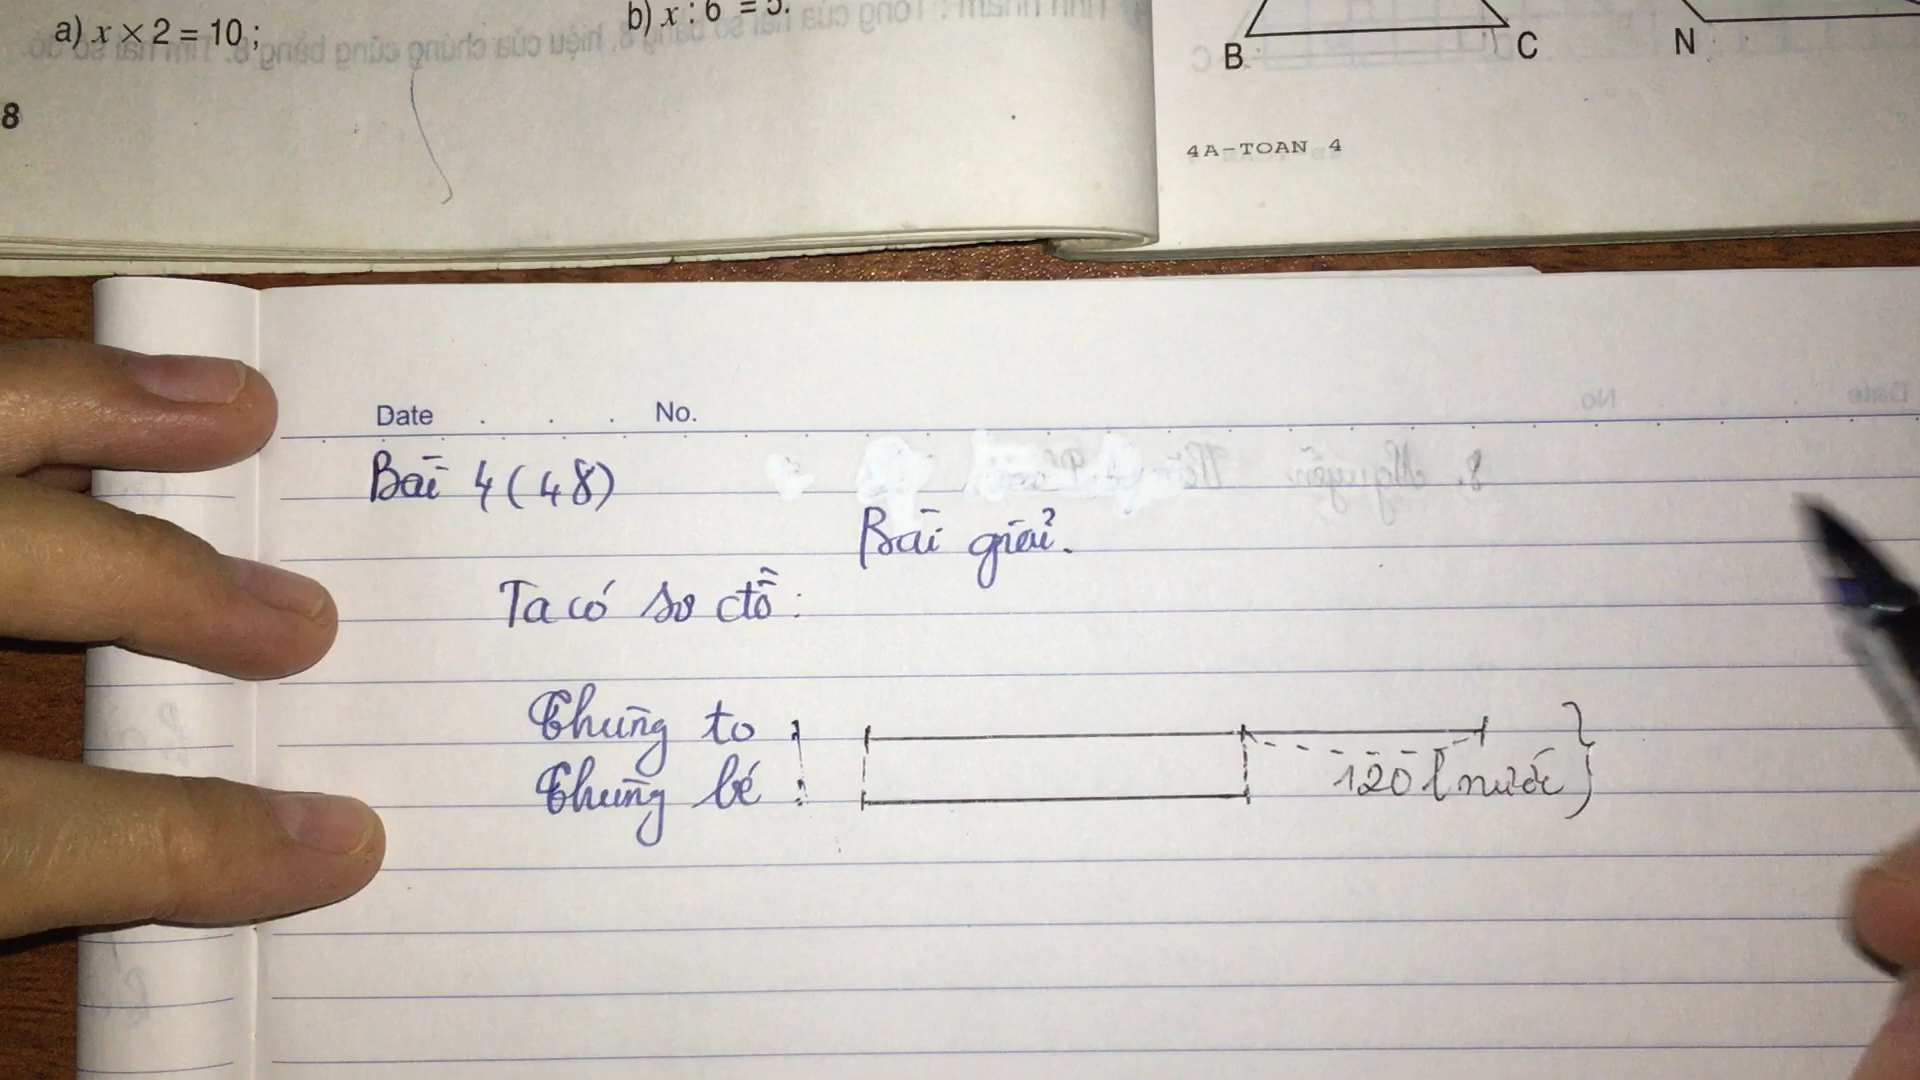 a) x × 2 = 10 ;
b) x : 6 = 5.
8
B
C
N
4A-TOAN 4
Date . . . No.
Bài 4 (48)
Bài giải.
Ta có sơ đồ :
Thùng to :
Thùng bé :
120 l nước